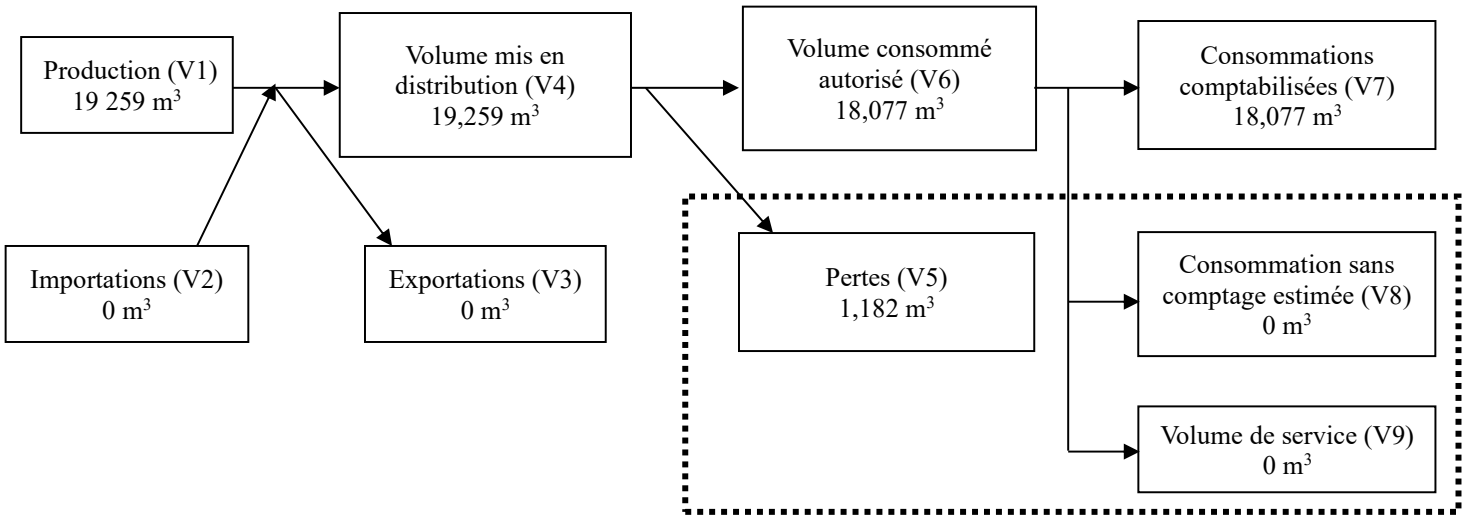 Production (V1)
19 259 m³
Volume mis en
distribution (V4)
19,259 m³
Volume consommé
autorisé (V6)
18,077 m³
Consommations
comptabilisées (V7)
18,077 m³
Importations (V2)
0 m³
Exportations (V3)
0 m³
Pertes (V5)
1,182 m³
Consommation sans
comptage estimée (V8)
0 m³
Volume de service (V9)
0 m³